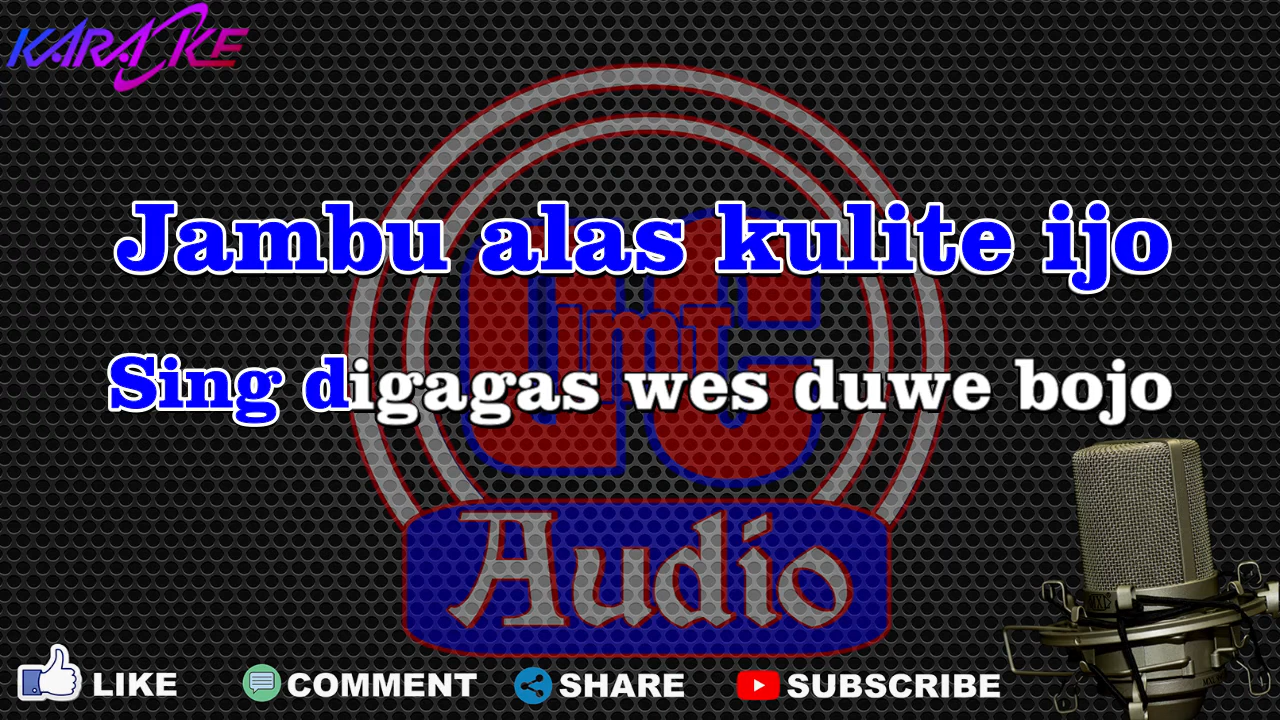 KARAOKE
Jambu alas kulite ijo
Sing digagas wes duwe bojo
Audio
LIKE
COMMENT
SHARE
SUBSCRIBE